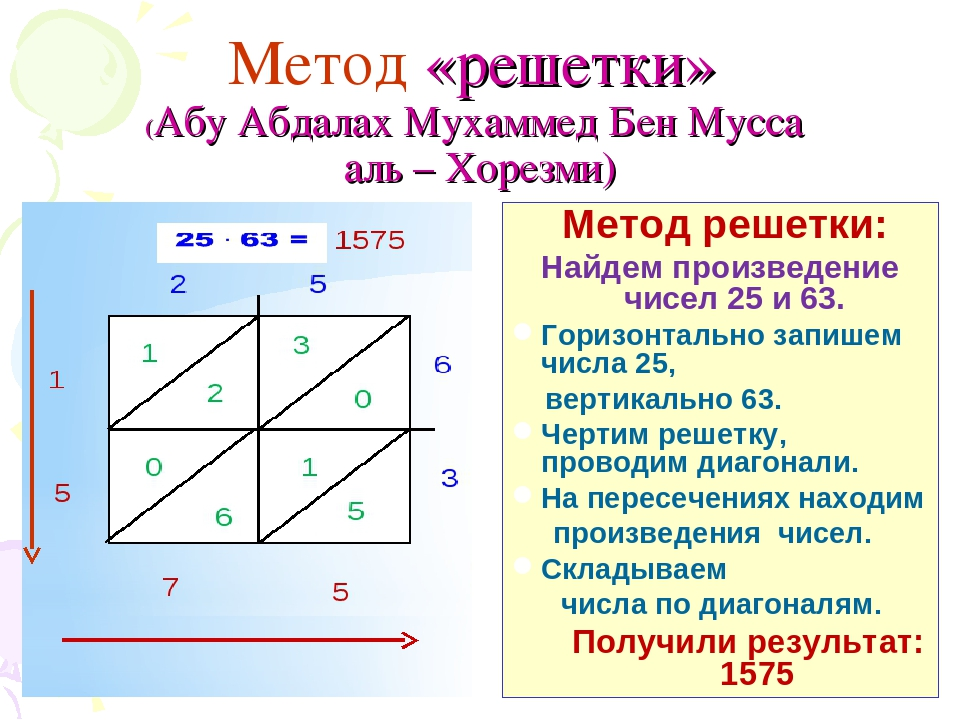 Метод «решетки»
(Абу Абдалах Мухаммед Бен Мусса
аль – Хорезми)
25 · 63 = 1575
2 5
1 3
6
1 2 0
0 1
3
5 6 5
7 5
Метод решетки:
Найдем произведение
чисел 25 и 63.
Горизонтально запишем
числа 25,
вертикально 63.
Чертим решетку,
проводим диагонали.
На пересечениях находим
произведения чисел.
Складываем
числа по диагоналям.
Получили результат:
1575